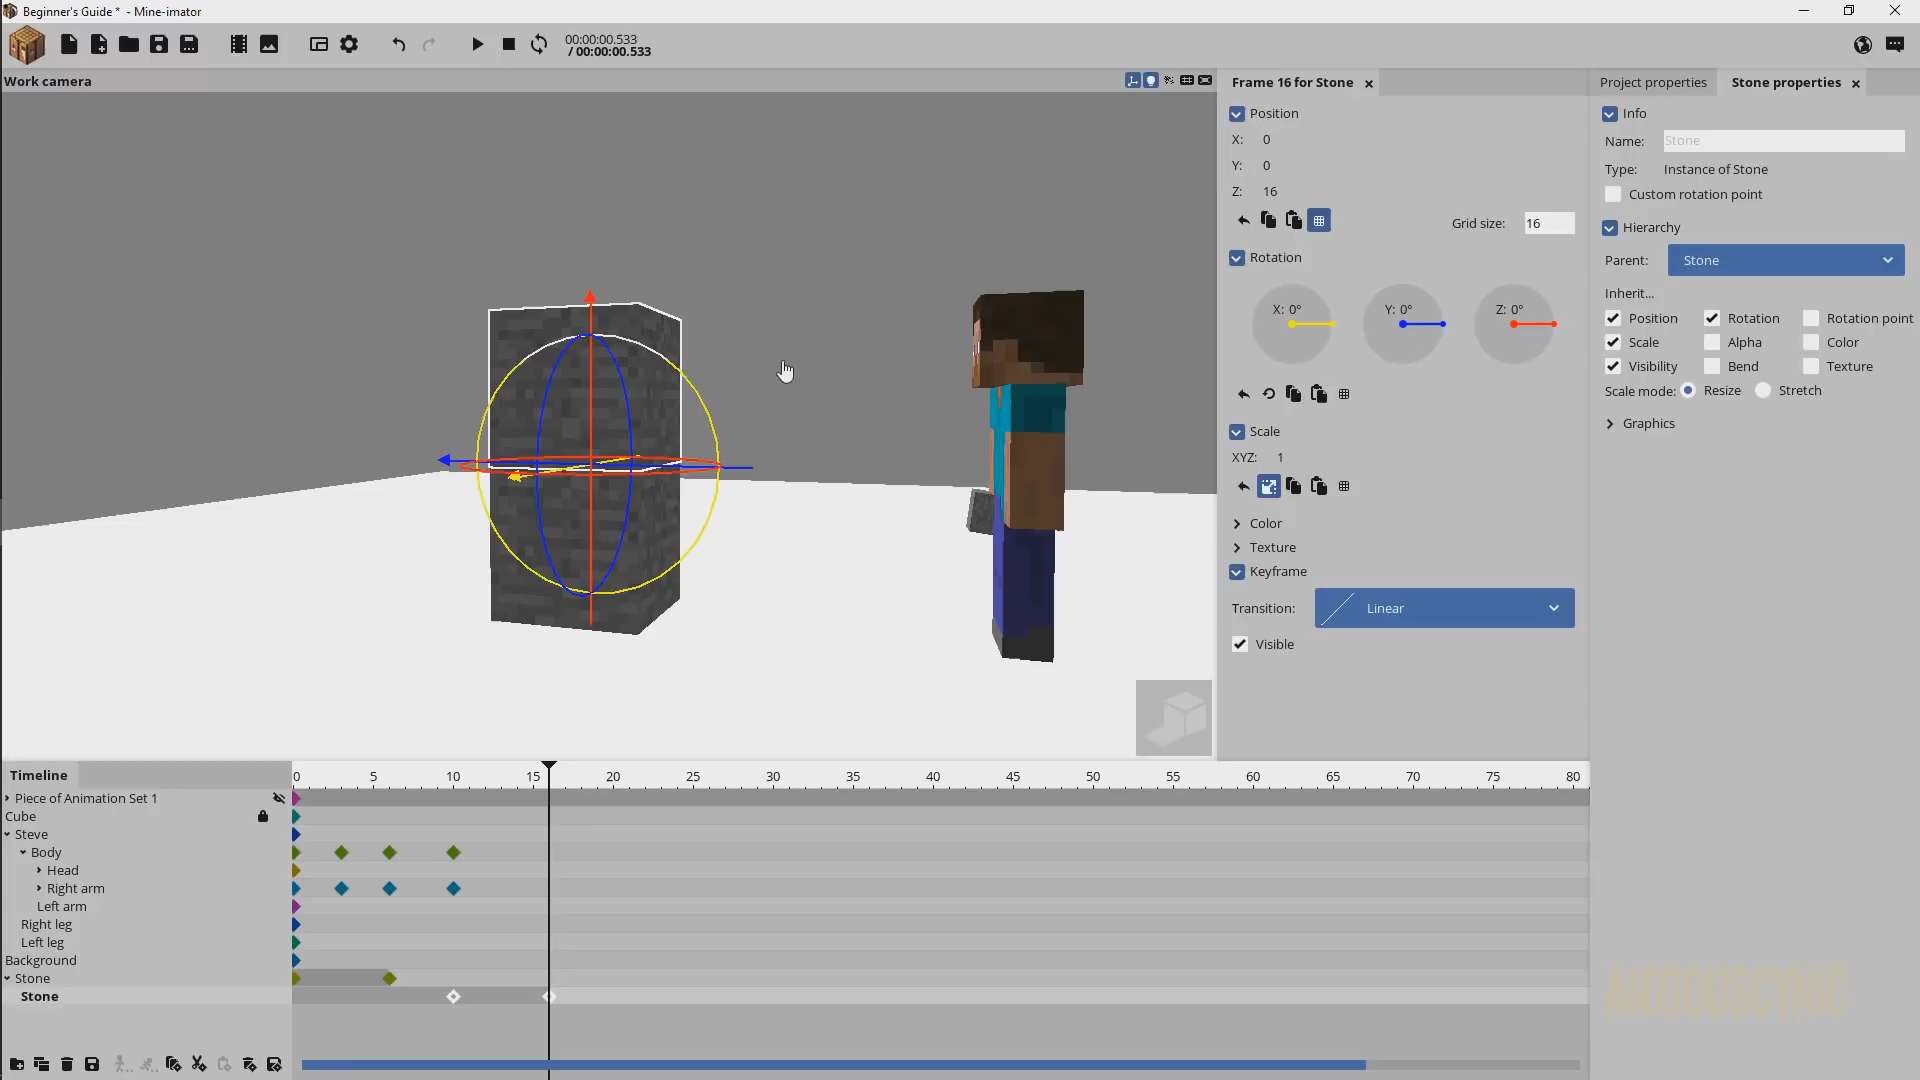 Beginner's Guide * - Mine-imator
00:00:00.533
/ 00:00:00.533
Work camera
Frame 16 for Stone
Position
X: 0
Y: 0
Z: 16
Grid size: 16
Rotation
X: 0° Y: 0° Z: 0°
Scale
XYZ: 1
Color
Texture
Keyframe
Transition: Linear
Visible
Project properties Stone properties
Info
Name: Stone
Type: Instance of Stone
Custom rotation point
Hierarchy
Parent: Stone
Inherit...
Position Rotation Rotation point
Scale Alpha Color
Visibility Bend Texture
Scale mode: Resize Stretch
Graphics
Timeline
0 5 10 15 20 25 30 35 40 45 50 55 60 65 70 75 80
Piece of Animation Set 1
Cube
Steve
Body
Head
Right arm
Left arm
Right leg
Left leg
Background
Stone
Stone
ANXIOUSCYNIC